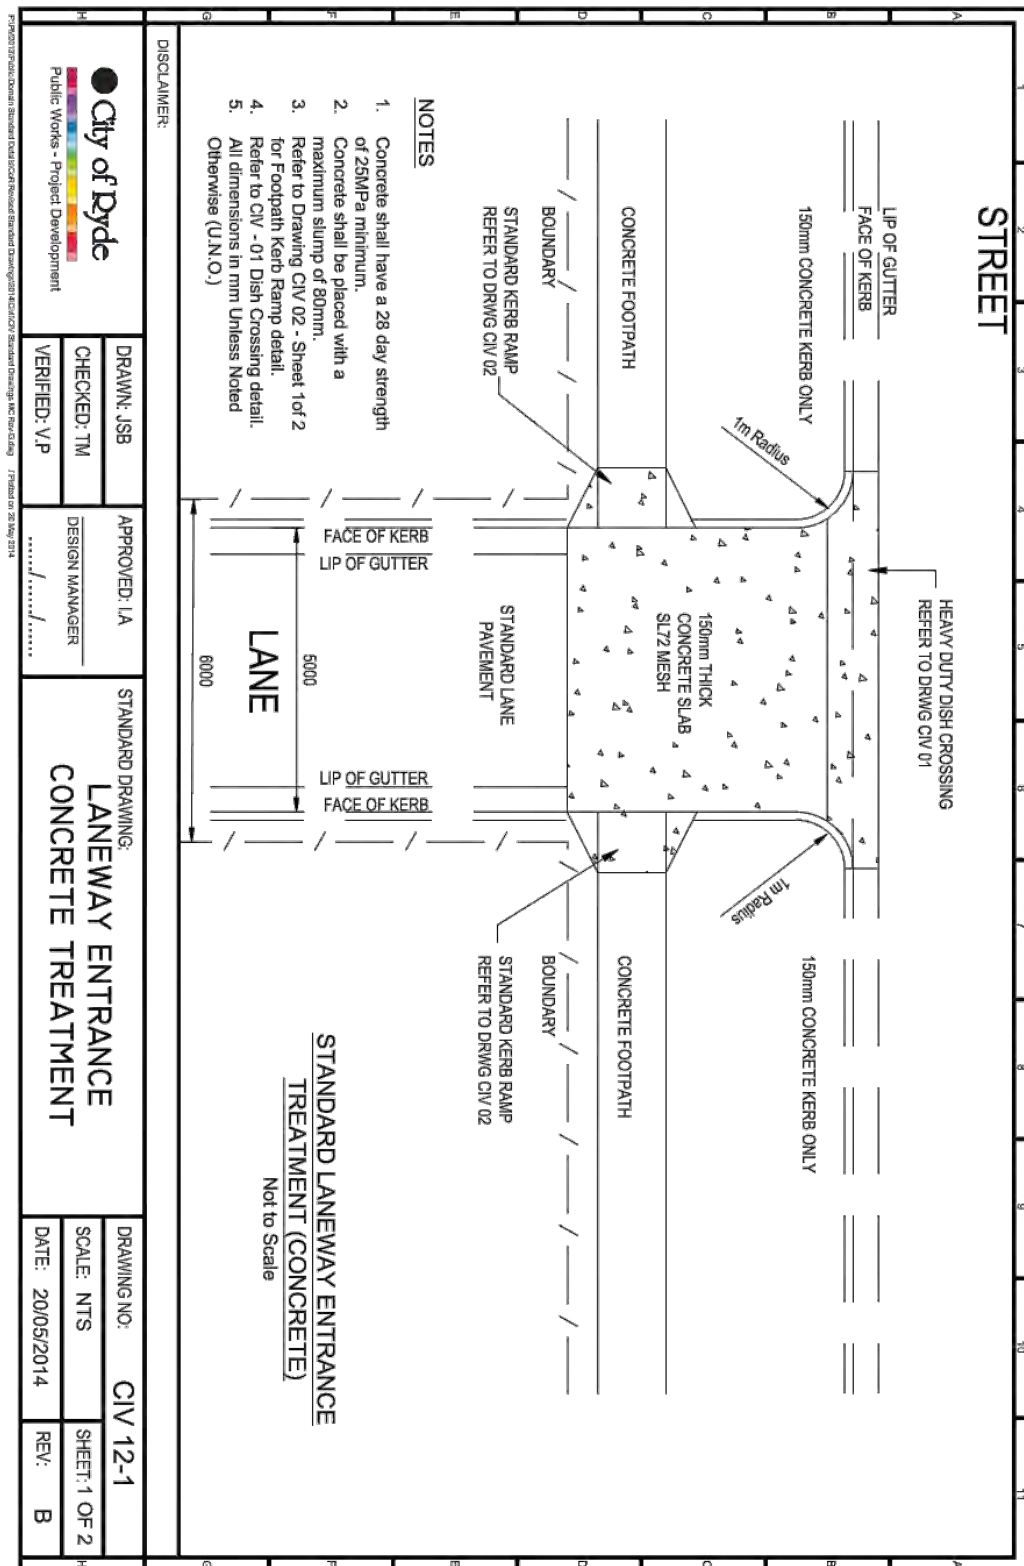 STREET
LIP OF GUTTER
FACE OF KERB
150mm CONCRETE KERB ONLY
1m Radius
HEAVY DUTY DISH CROSSING
REFER TO DRWG CIV 01
1m Radius
150mm CONCRETE KERB ONLY
CONCRETE FOOTPATH
150mm THICK
CONCRETE SLAB
SL72 MESH
CONCRETE FOOTPATH
BOUNDARY
STANDARD KERB RAMP
REFER TO DRWG CIV 02
STANDARD LANE
PAVEMENT
BOUNDARY
STANDARD KERB RAMP
REFER TO DRWG CIV 02
FACE OF KERB
LIP OF GUTTER
LIP OF GUTTER
FACE OF KERB
5000
LANE
6000
NOTES
1. Concrete shall have a 28 day strength
of 25MPa minimum.
2. Concrete shall be placed with a
maximum slump of 80mm.
3. Refer to Drawing CIV 02 - Sheet 1of 2
for Footpath Kerb Ramp detail.
4. Refer to CIV - 01 Dish Crossing detail.
5. All dimensions in mm Unless Noted
Otherwise (U.N.O.)
STANDARD LANEWAY ENTRANCE
TREATMENT (CONCRETE)
Not to Scale
DISCLAIMER:
City of Ryde
Public Works - Project Development
DRAWN: JSB
CHECKED: TM
VERIFIED: V.P
APPROVED: I.A
DESIGN MANAGER
....../....../......
STANDARD DRAWING:
LANEWAY ENTRANCE
CONCRETE TREATMENT
DRAWING NO: CIV 12-1
SCALE: NTS
SHEET: 1 OF 2
DATE: 20/05/2014
REV: B